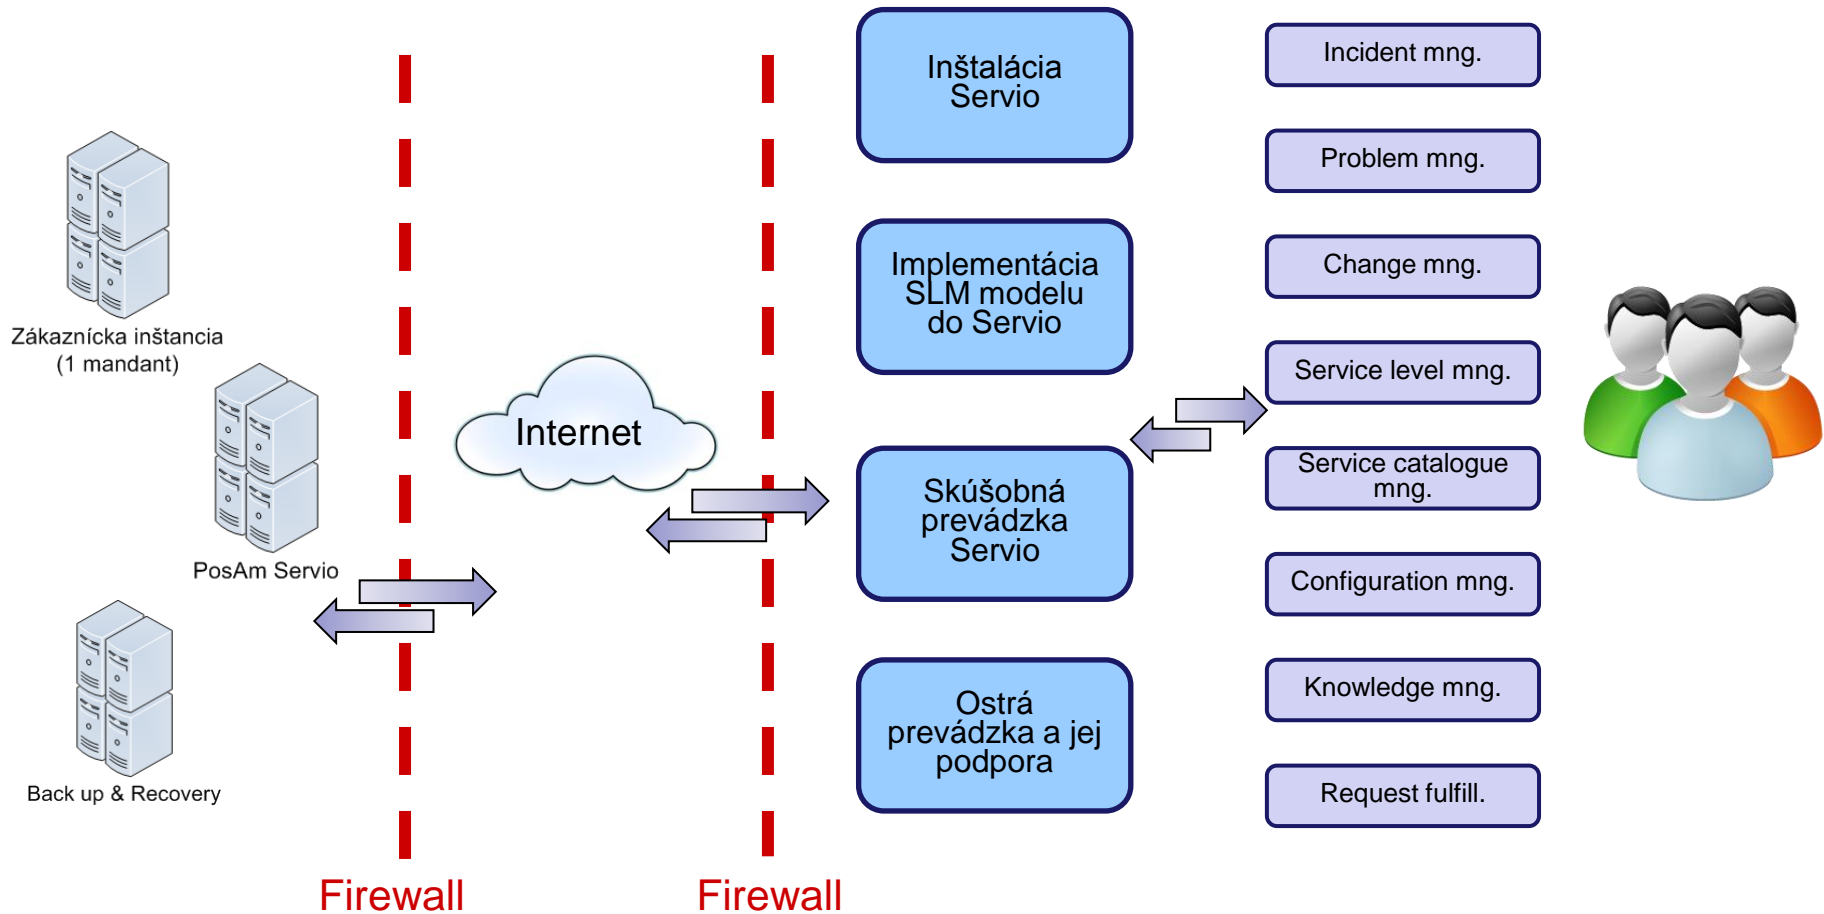 Zákaznícka inštancia
(1 mandant)
PosAm Servio
Back up & Recovery
Firewall
Internet
Firewall
Inštalácia
Servio
Implementácia
SLM modelu
do Servio
Skúšobná
prevádzka
Servio
Ostrá
prevádzka a jej
podpora
Incident mng.
Problem mng.
Change mng.
Service level mng.
Service catalogue
mng.
Configuration mng.
Knowledge mng.
Request fulfill.